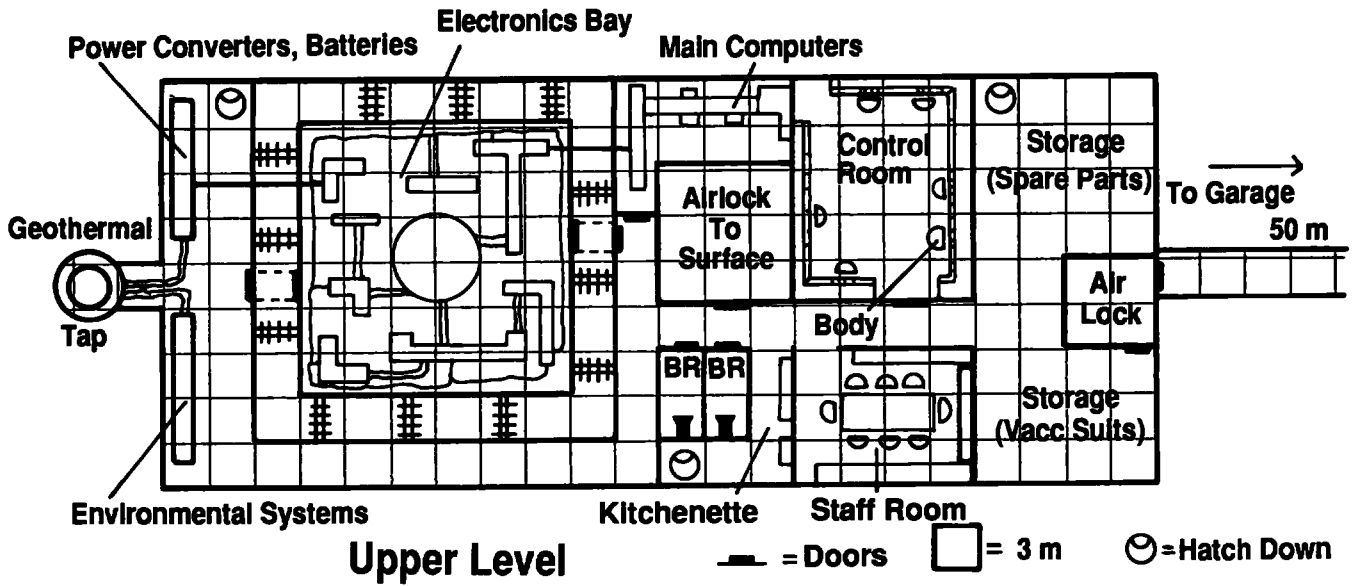 Electronics Bay
Power Converters, Batteries
Main Computers
Control
Room
Storage
(Spare Parts)
To Garage
50 m
Geothermal
Tap
Airlock
To
Surface
Air
Lock
Body
BR
BR
Storage
(Vacc Suits)
Environmental Systems
Kitchenette
Staff Room
Upper Level
= Doors
= 3 m
=Hatch Down